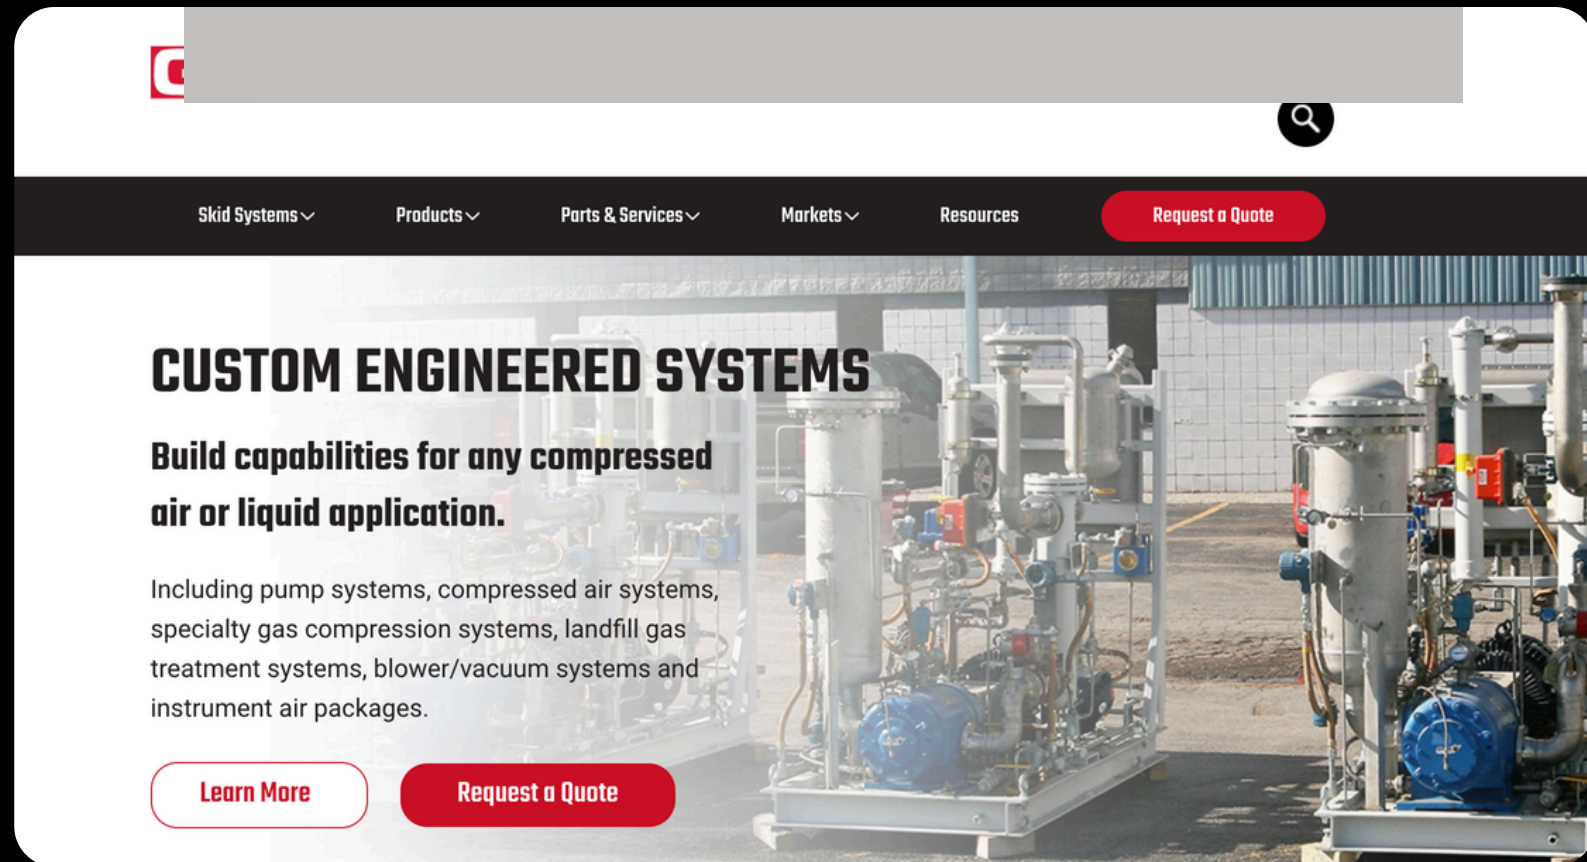 Skid Systems
Products
Parts & Services
Markets
Resources
Request a Quote
CUSTOM ENGINEERED SYSTEMS
Build capabilities for any compressed
air or liquid application.
Including pump systems, compressed air systems,
specialty gas compression systems, landfill gas
treatment systems, blower/vacuum systems and
instrument air packages.
Learn More
Request a Quote